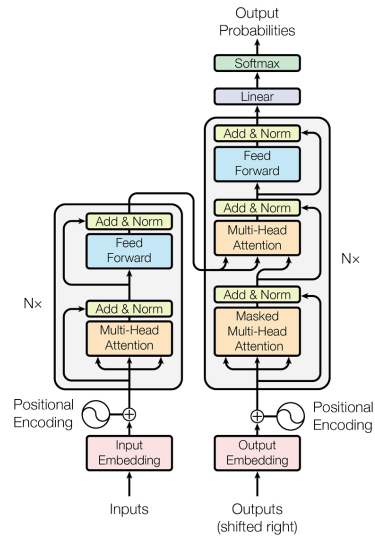 Output
Probabilities
Softmax
Linear
Add & Norm
Feed
Forward
Add & Norm
Multi-Head
Attention
Add & Norm
Masked
Multi-Head
Attention
N×
Add & Norm
Feed
Forward
Add & Norm
Multi-Head
Attention
N×
Positional
Encoding
Positional
Encoding
Input
Embedding
Output
Embedding
Inputs
Outputs
(shifted right)